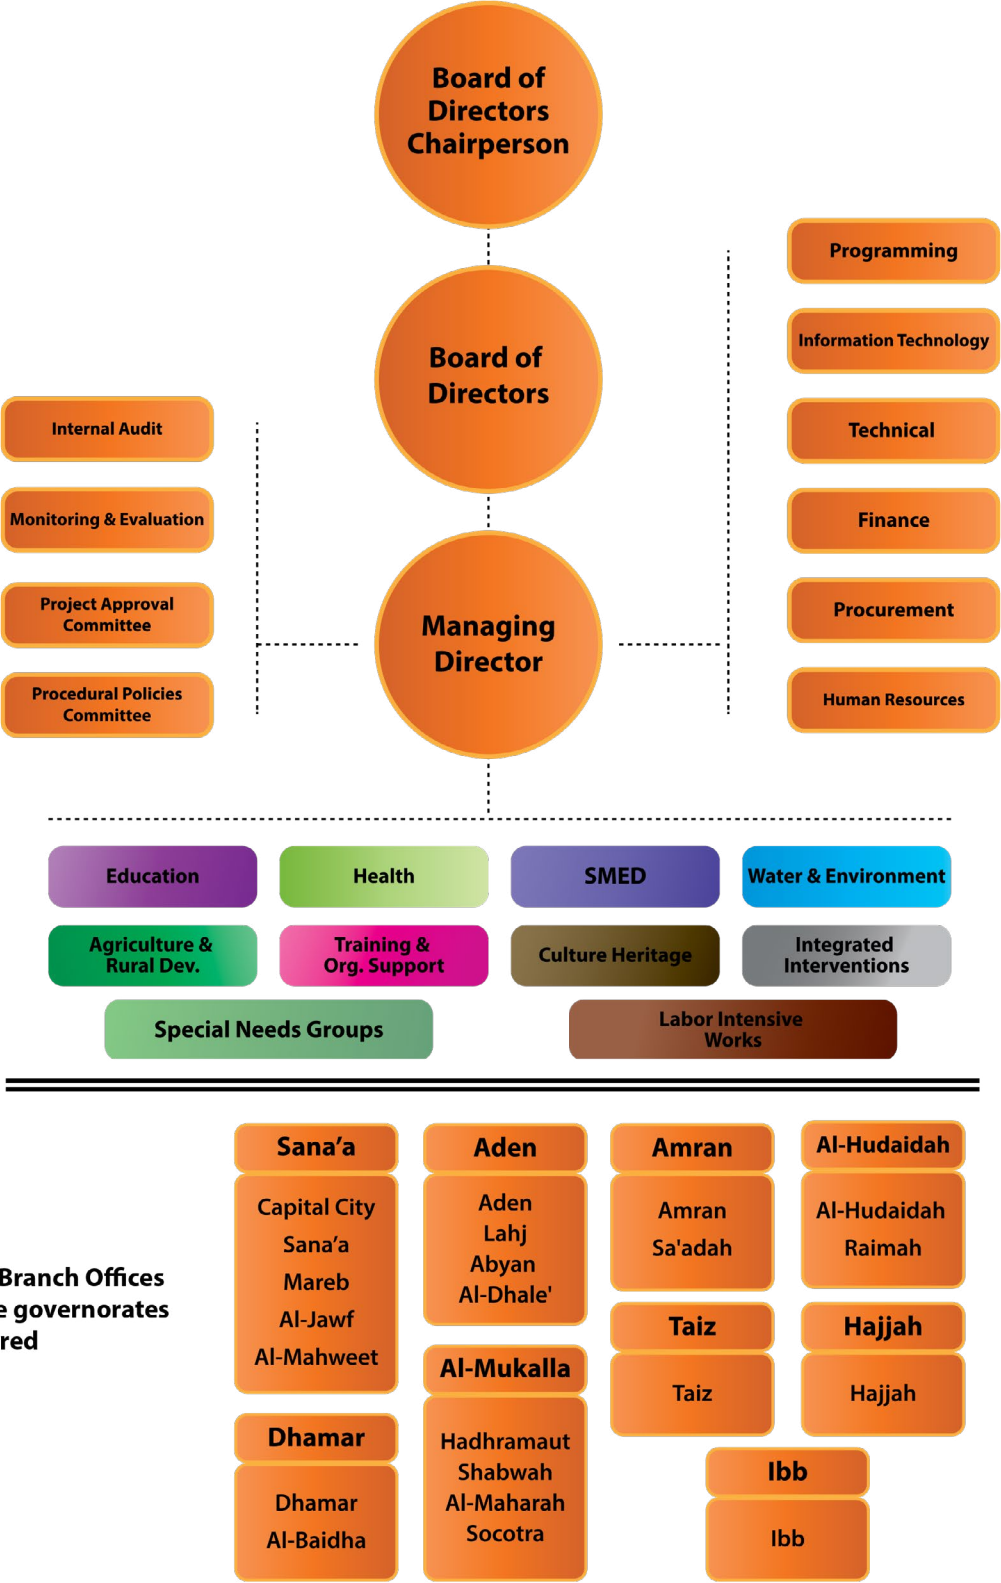 Board of
Directors
Chairperson
Board of
Directors
Managing
Director
Internal Audit
Monitoring & Evaluation
Project Approval
Committee
Procedural Policies
Committee
Programming
Information Technology
Technical
Finance
Procurement
Human Resources
Education
Health
SMED
Water & Environment
Agriculture &
Rural Dev.
Training &
Org. Support
Culture Heritage
Integrated
Interventions
Special Needs Groups
Labor Intensive
Works
Branch Offices
e governorates
red
Sana’a
Capital City
Sana’a
Mareb
Al-Jawf
Al-Mahweet
Dhamar
Dhamar
Al-Baidha
Aden
Aden
Lahj
Abyan
Al-Dhale'
Al-Mukalla
Hadhramaut
Shabwah
Al-Maharah
Socotra
Amran
Amran
Sa'adah
Taiz
Taiz
Al-Hudaidah
Al-Hudaidah
Raimah
Hajjah
Hajjah
Ibb
Ibb